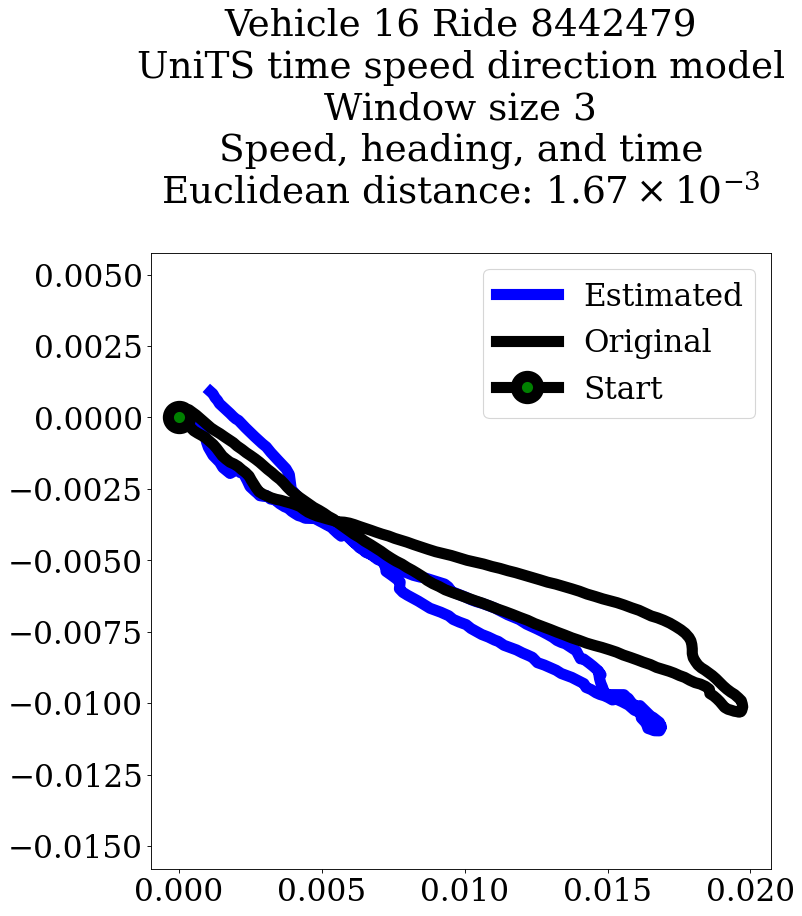 Vehicle 16 Ride 8442479
UniTS time speed direction model
Window size 3
Speed, heading, and time
Euclidean distance: 1.67 × 10⁻³
Estimated
Original
Start
0.0050
0.0025
0.0000
−0.0025
−0.0050
−0.0075
−0.0100
−0.0125
−0.0150
0.000 0.005 0.010 0.015 0.020